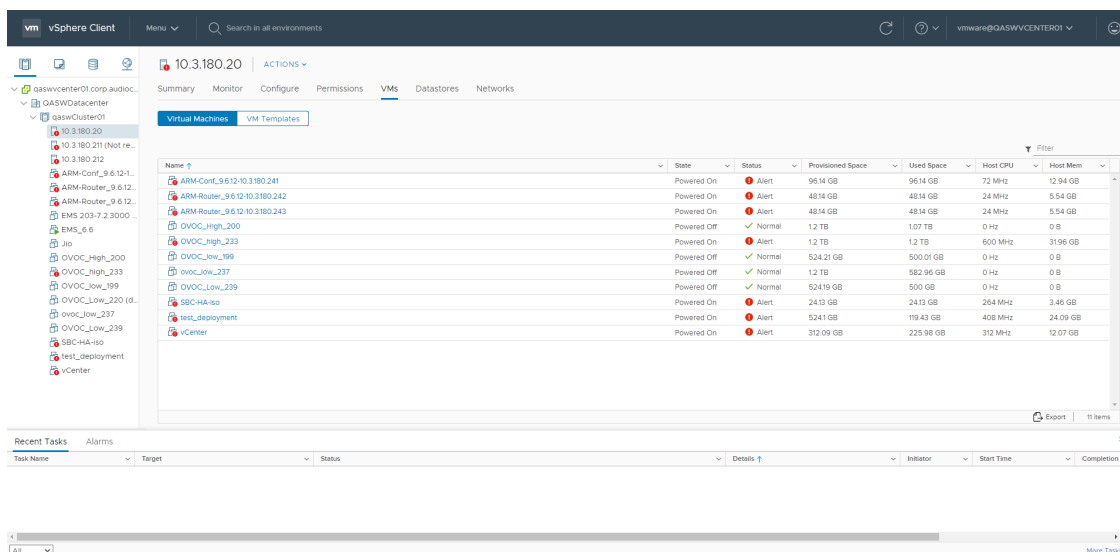 vm vSphere Client Menu Search in all environments vmware@QASWVCENTER01
10.3.180.20 ACTIONS
Summary Monitor Configure Permissions VMs Datastores Networks
Virtual Machines VM Templates
qaswvcenter01.corp.audioc...
QASWDatacenter
qaswCluster01
10.3.180.20
10.3.180.211 (Not re...
10.3.180.212
ARM-Conf_9.6.12-1...
ARM-Router_9.6.12...
ARM-Router_9.6.12...
EMS 203-7.2.3000 ...
EMS_6.6
Jio
OVOC_High_200
OVOC_high_233
OVOC_low_199
OVOC_Low_220 (d...
ovoc_low_237
OVOC_Low_239
SBC-HA-iso
test_deployment
vCenter
Filter
Name State Status Provisioned Space Used Space Host CPU Host Mem
ARM-Conf_9.6.12-10.3.180.241 Powered On Alert 96.14 GB 96.14 GB 72 MHz 12.94 GB
ARM-Router_9.6.12-10.3.180.242 Powered On Alert 48.14 GB 48.14 GB 24 MHz 5.54 GB
ARM-Router_9.6.12-10.3.180.243 Powered On Alert 48.14 GB 48.14 GB 24 MHz 5.54 GB
OVOC_High_200 Powered Off Normal 1.2 TB 1.07 TB 0 Hz 0 B
OVOC_high_233 Powered On Alert 1.2 TB 1.2 TB 600 MHz 31.96 GB
OVOC_low_199 Powered Off Normal 524.21 GB 500.01 GB 0 Hz 0 B
ovoc_low_237 Powered Off Normal 1.2 TB 582.96 GB 0 Hz 0 B
OVOC_Low_239 Powered Off Normal 524.19 GB 500 GB 0 Hz 0 B
SBC-HA-iso Powered On Alert 24.13 GB 24.13 GB 264 MHz 3.46 GB
test_deployment Powered On Alert 524.1 GB 119.43 GB 408 MHz 24.09 GB
vCenter Powered On Alert 312.09 GB 225.98 GB 312 MHz 12.07 GB
Export 11 items
Recent Tasks Alarms
Task Name Target Status Details Initiator Start Time Completion
All More Task